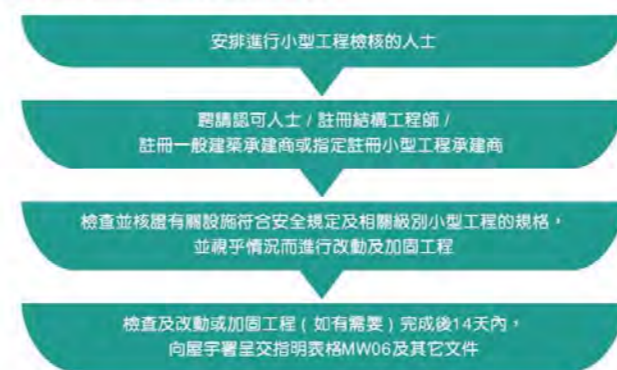 安排進行小型工程檢核的人士
聘請認可人士 / 註冊結構工程師 /
註冊一般建築承建商或指定註冊小型工程承建商
檢查並核證有關設施符合安全規定及相關級別小型工程的規格，
並視乎情況而進行改動及加固工程
檢查及改動或加固工程 ( 如有需要 ) 完成後14天內，
向屋宇署呈交指明表格MW06及其它文件